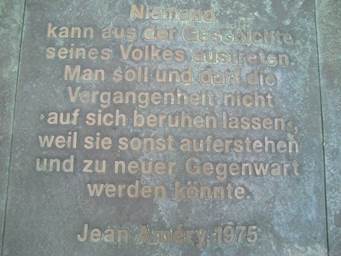 Niemand
kann aus der Geschichte
seines Volkes austreten.
Man soll und darf die
Vergangenheit nicht
auf sich beruhen lassen,
weil sie sonst auferstehen
und zu neuer Gegenwart
werden könnte.
Jean Améry 1975